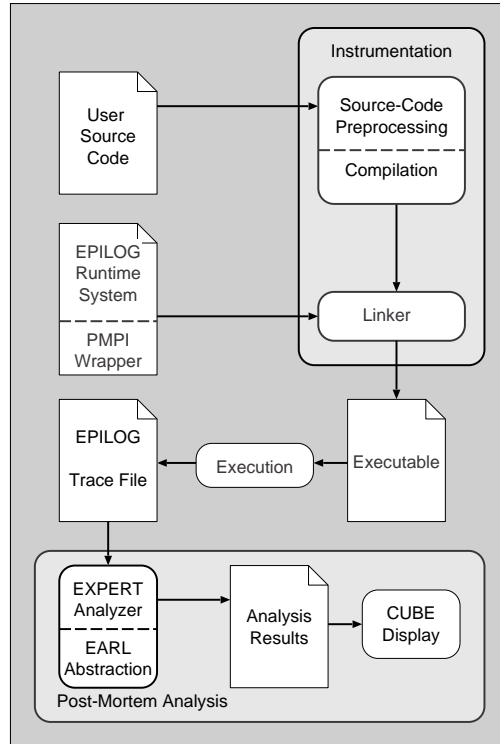 Instrumentation
User
Source
Code
Source-Code
Preprocessing
Compilation
EPILOG
Runtime
System
PMPI
Wrapper
Linker
EPILOG
Trace File
Execution
Executable
EXPERT
Analyzer
EARL
Abstraction
Analysis
Results
CUBE
Display
Post-Mortem Analysis